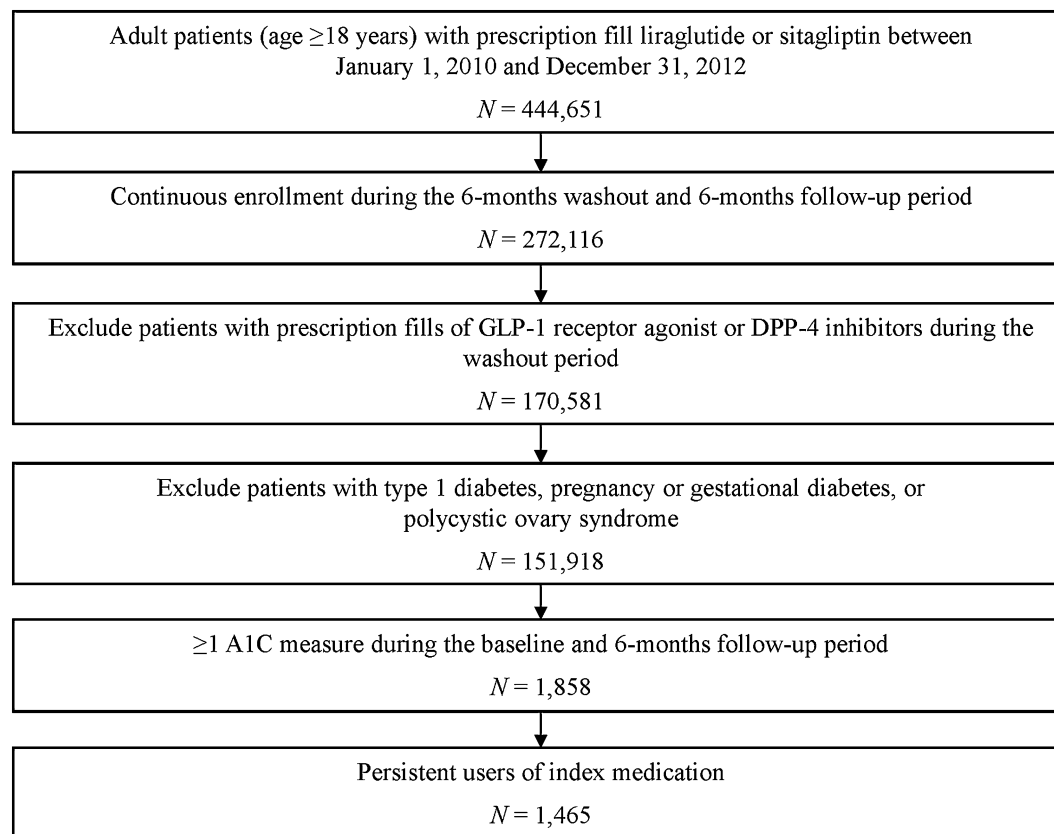 Adult patients (age ≥18 years) with prescription fill liraglutide or sitagliptin between
January 1, 2010 and December 31, 2012
N = 444,651
Continuous enrollment during the 6-months washout and 6-months follow-up period
N = 272,116
Exclude patients with prescription fills of GLP-1 receptor agonist or DPP-4 inhibitors during the
washout period
N = 170,581
Exclude patients with type 1 diabetes, pregnancy or gestational diabetes, or
polycystic ovary syndrome
N = 151,918
≥1 A1C measure during the baseline and 6-months follow-up period
N = 1,858
Persistent users of index medication
N = 1,465